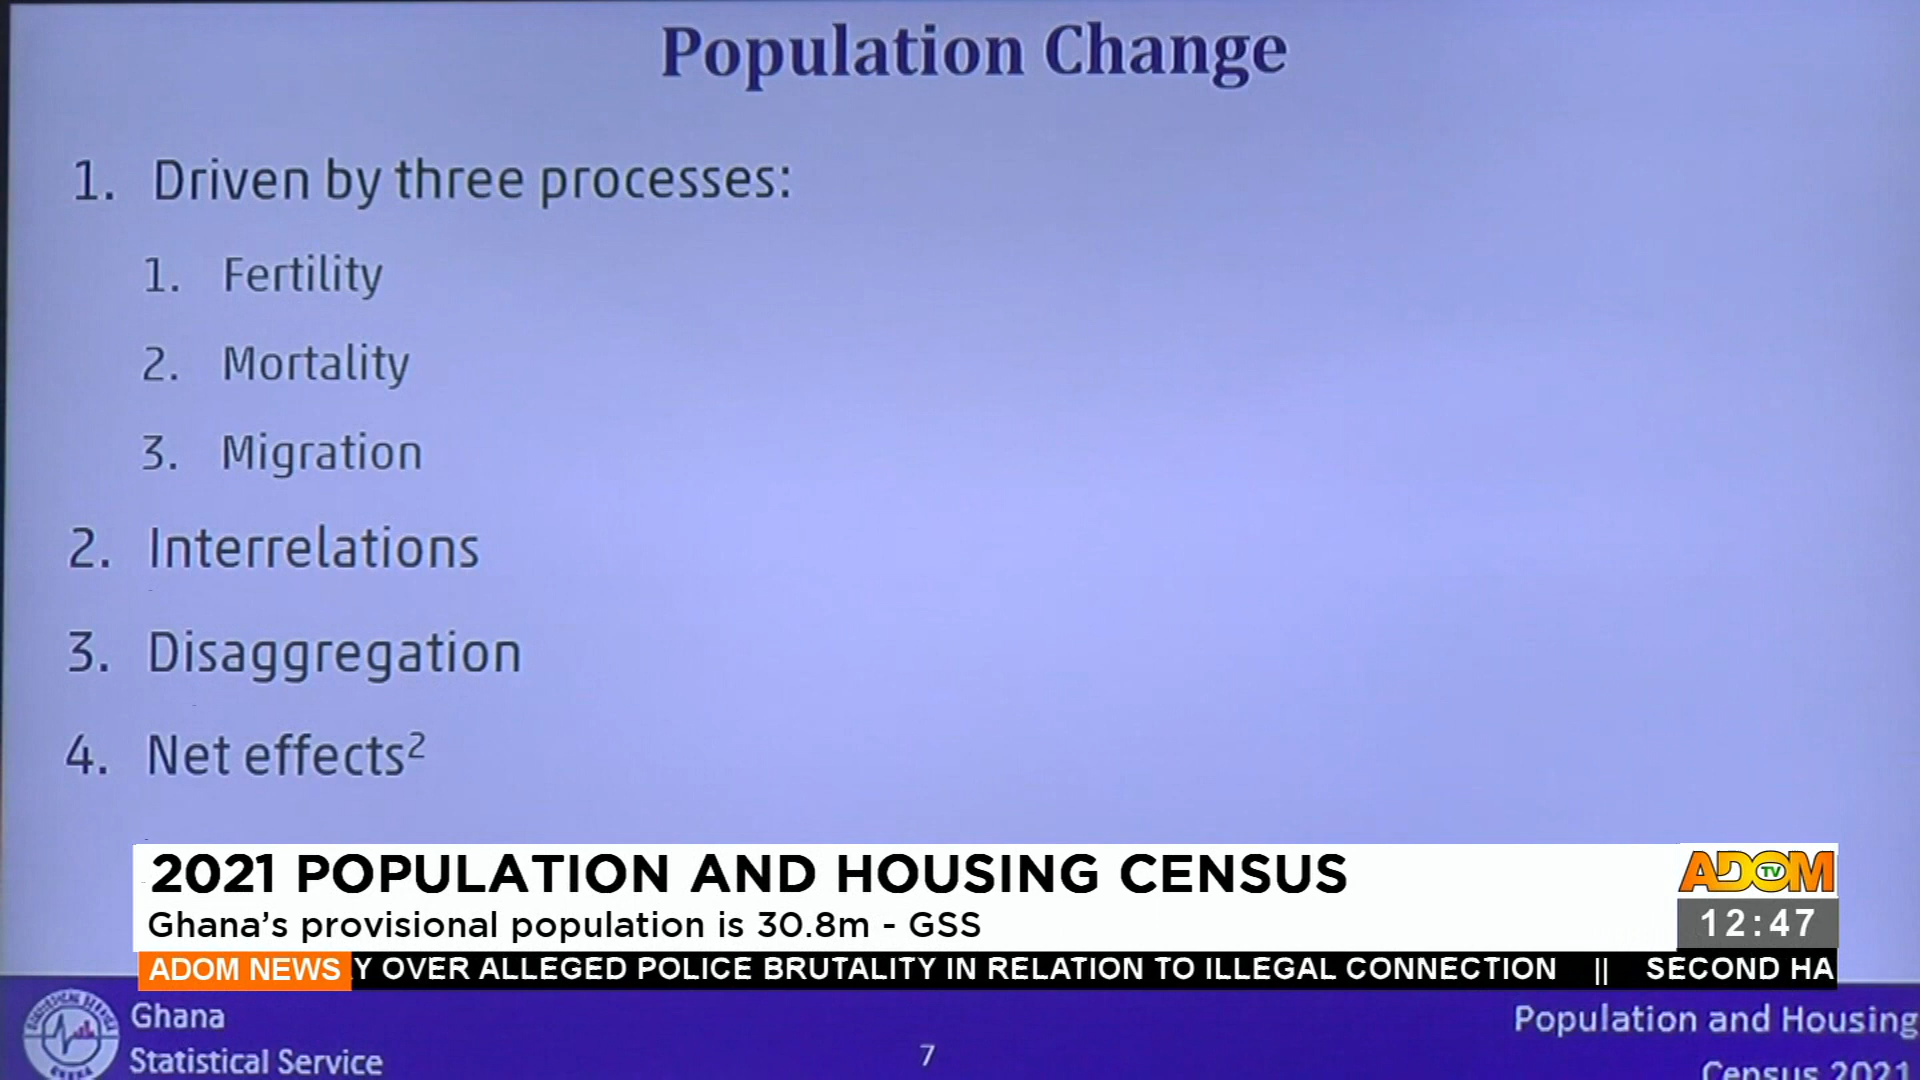 Population Change
1. Driven by three processes:
1. Fertility
2. Mortality
3. Migration
2. Interrelations
3. Disaggregation
4. Net effects²
2021 POPULATION AND HOUSING CENSUS
Ghana's provisional population is 30.8m - GSS
ADOM TV
12:47
ADOM NEWS Y OVER ALLEGED POLICE BRUTALITY IN RELATION TO ILLEGAL CONNECTION || SECOND HA
Ghana
Statistical Service
7
Population and Housing
Census 2021